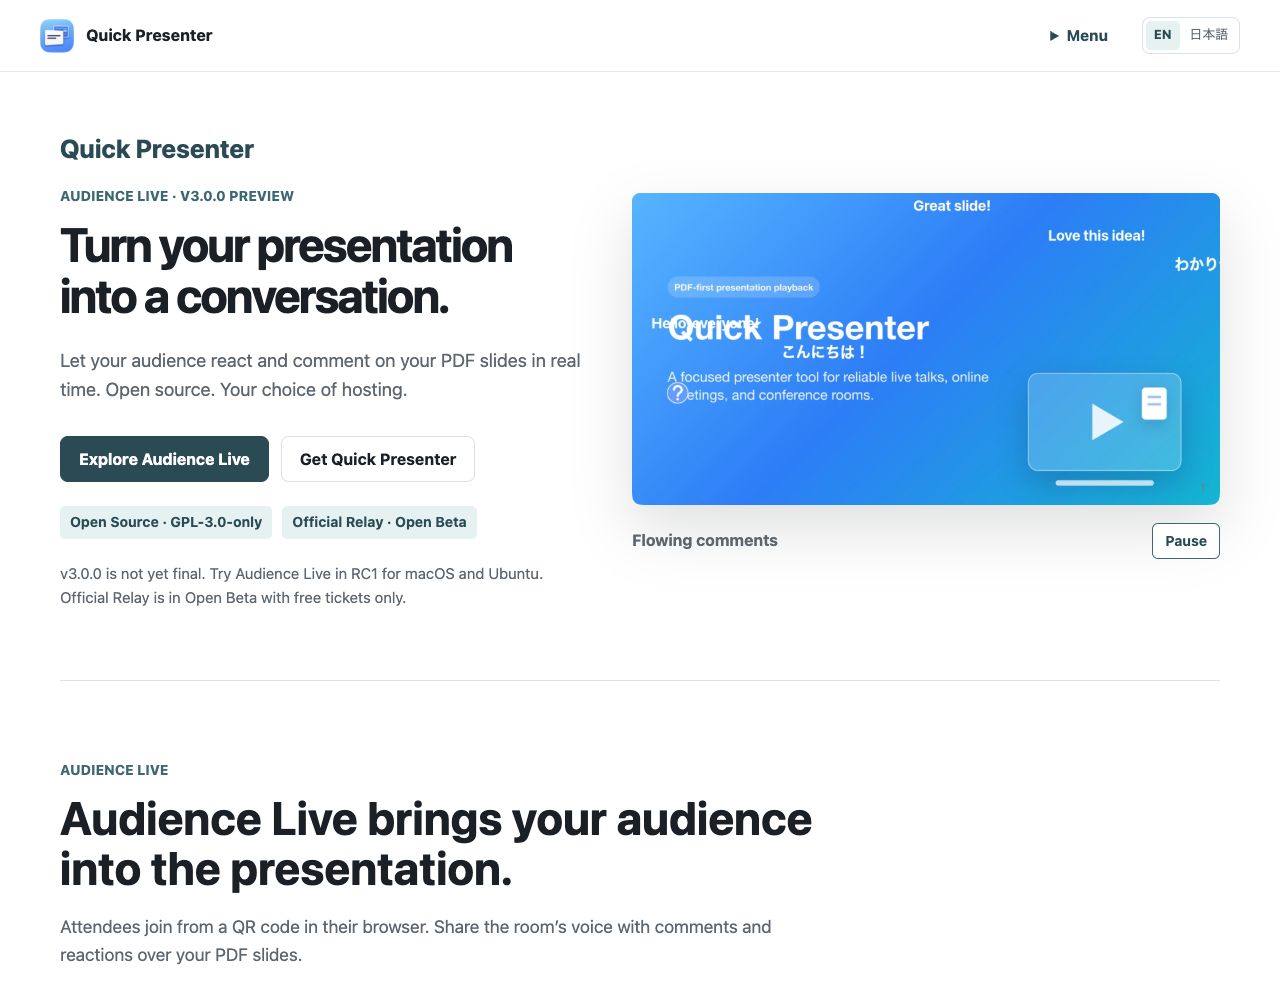 Quick Presenter
Menu
EN
日本語
Quick Presenter
AUDIENCE LIVE · V3.0.0 PREVIEW
Turn your presentation
into a conversation.
Let your audience react and comment on your PDF slides in real
time. Open source. Your choice of hosting.
Explore Audience Live
Get Quick Presenter
Open Source · GPL-3.0-only
Official Relay · Open Beta
v3.0.0 is not yet final. Try Audience Live in RC1 for macOS and Ubuntu.
Official Relay is in Open Beta with free tickets only.
Great slide!
Love this idea!
わかり
PDF-first presentation playback
Hello everyone!
Quick Presenter
こんにちは！
A focused presenter tool for reliable live talks, online
?
etings, and conference rooms.
Flowing comments
Pause
AUDIENCE LIVE
Audience Live brings your audience
into the presentation.
Attendees join from a QR code in their browser. Share the room’s voice with comments and
reactions over your PDF slides.